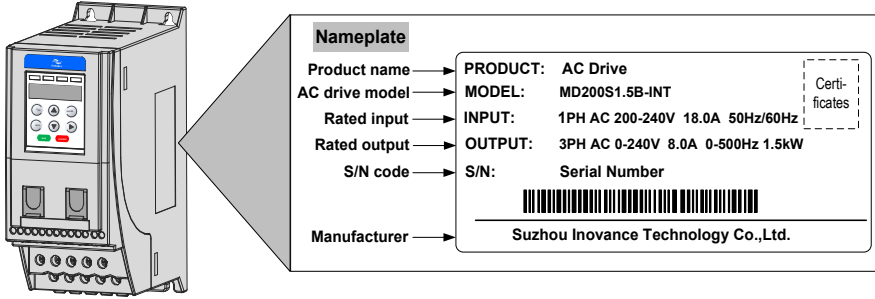 Nameplate
Product name PRODUCT: AC Drive
AC drive model MODEL: MD200S1.5B-INT
Rated input INPUT: 1PH AC 200-240V 18.0A 50Hz/60Hz
Rated output OUTPUT: 3PH AC 0-240V 8.0A 0-500Hz 1.5kW
S/N code S/N: Serial Number
Manufacturer Suzhou Inovance Technology Co.,Ltd.
Certi-
ficates